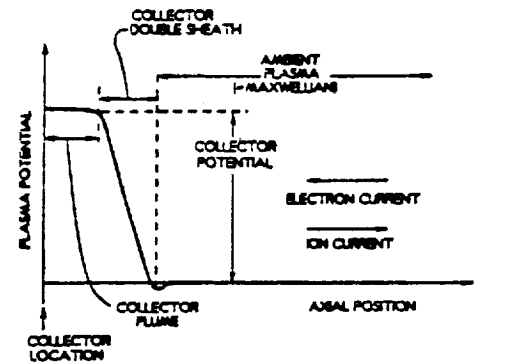 COLLECTOR
DOUBLE SHEATH
AMBIENT
PLASMA
(-MAXWELLIAN)
PLASMA POTENTIAL
COLLECTOR
POTENTIAL
ELECTRON CURRENT
ION CURRENT
COLLECTOR
PLUME
AXIAL POSITION
COLLECTOR
LOCATION